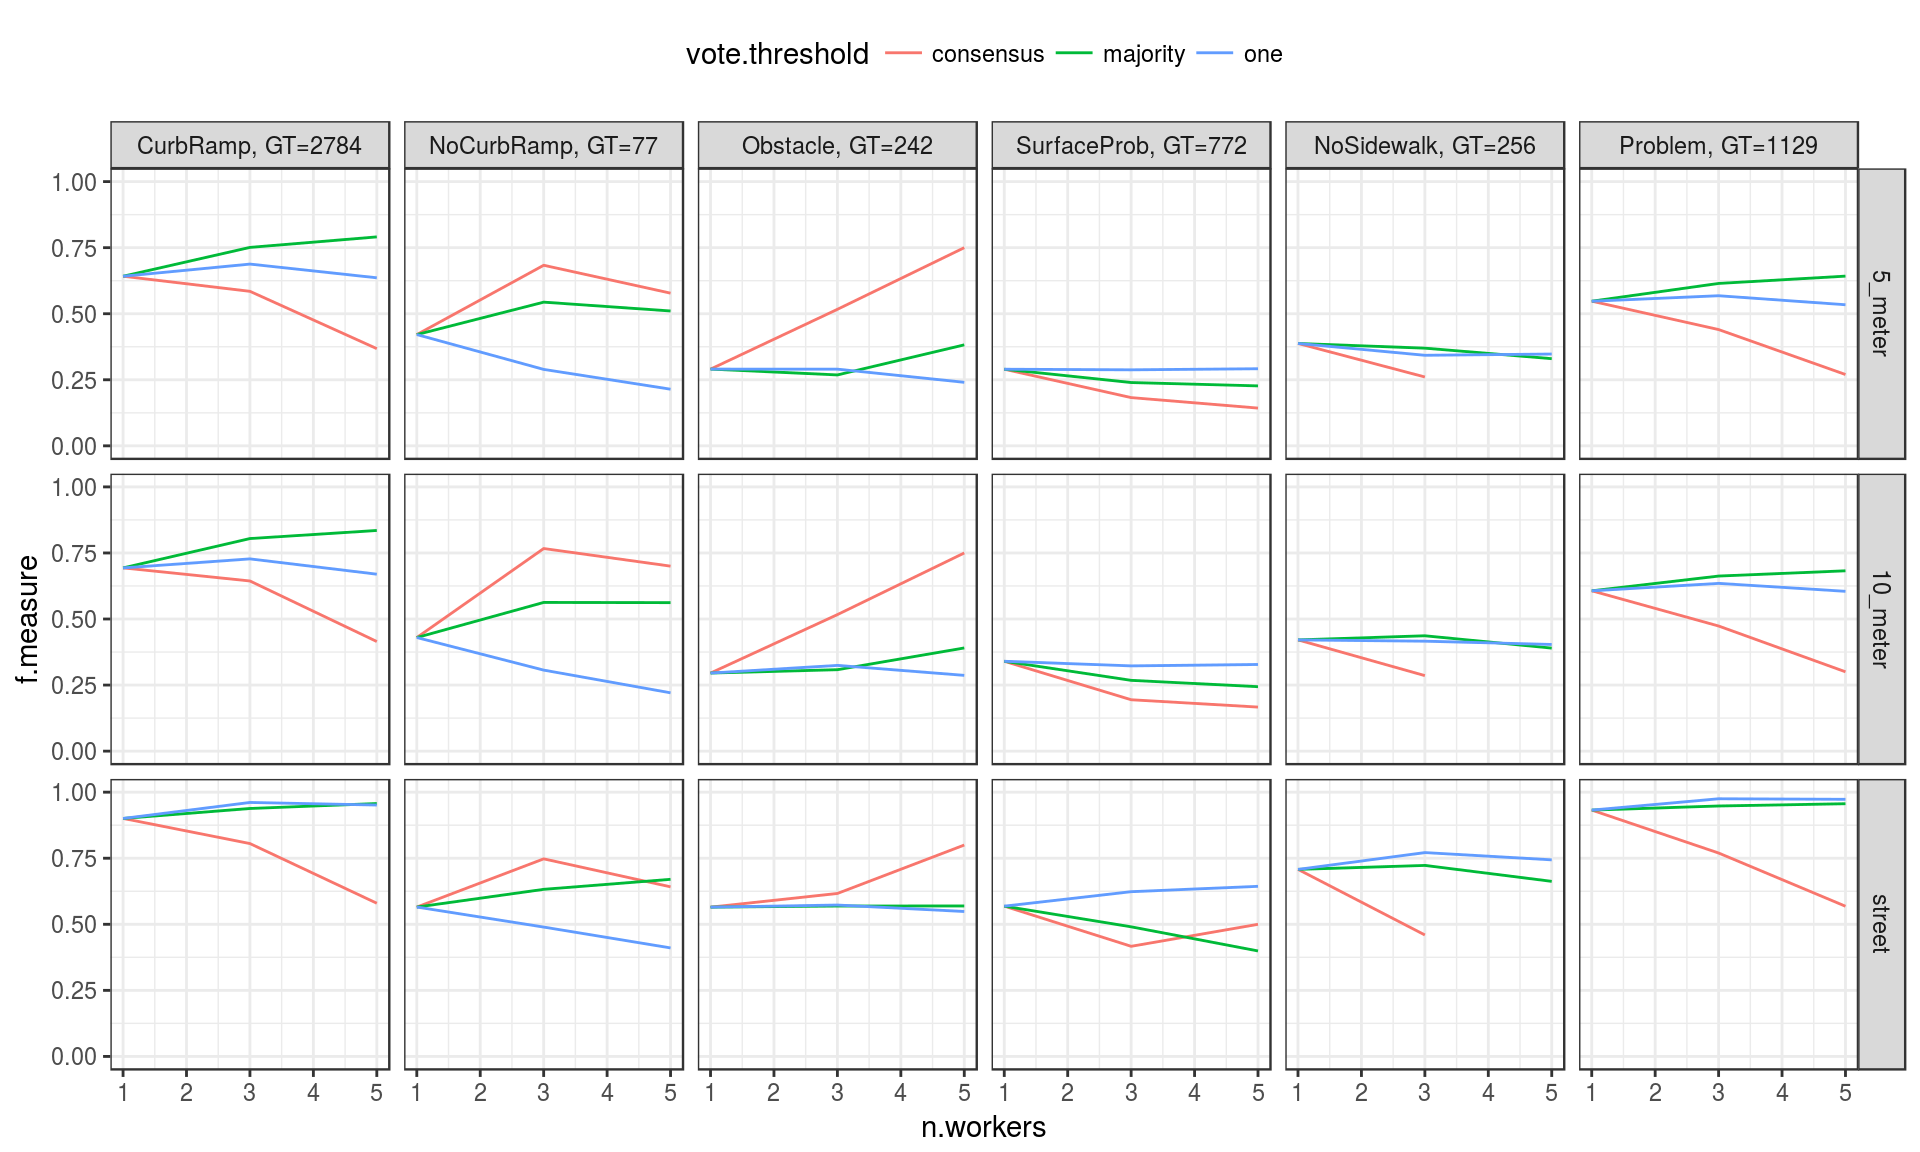 vote.threshold consensus majority one
CurbRamp, GT=2784 NoCurbRamp, GT=77 Obstacle, GT=242 SurfaceProb, GT=772 NoSidewalk, GT=256 Problem, GT=1129
1.00
0.75
0.50
0.25
0.00
5_meter
1.00
0.75
0.50
0.25
0.00
10_meter
f.measure
1.00
0.75
0.50
0.25
0.00
street
1 2 3 4 5 1 2 3 4 5 1 2 3 4 5 1 2 3 4 5 1 2 3 4 5 1 2 3 4 5
n.workers